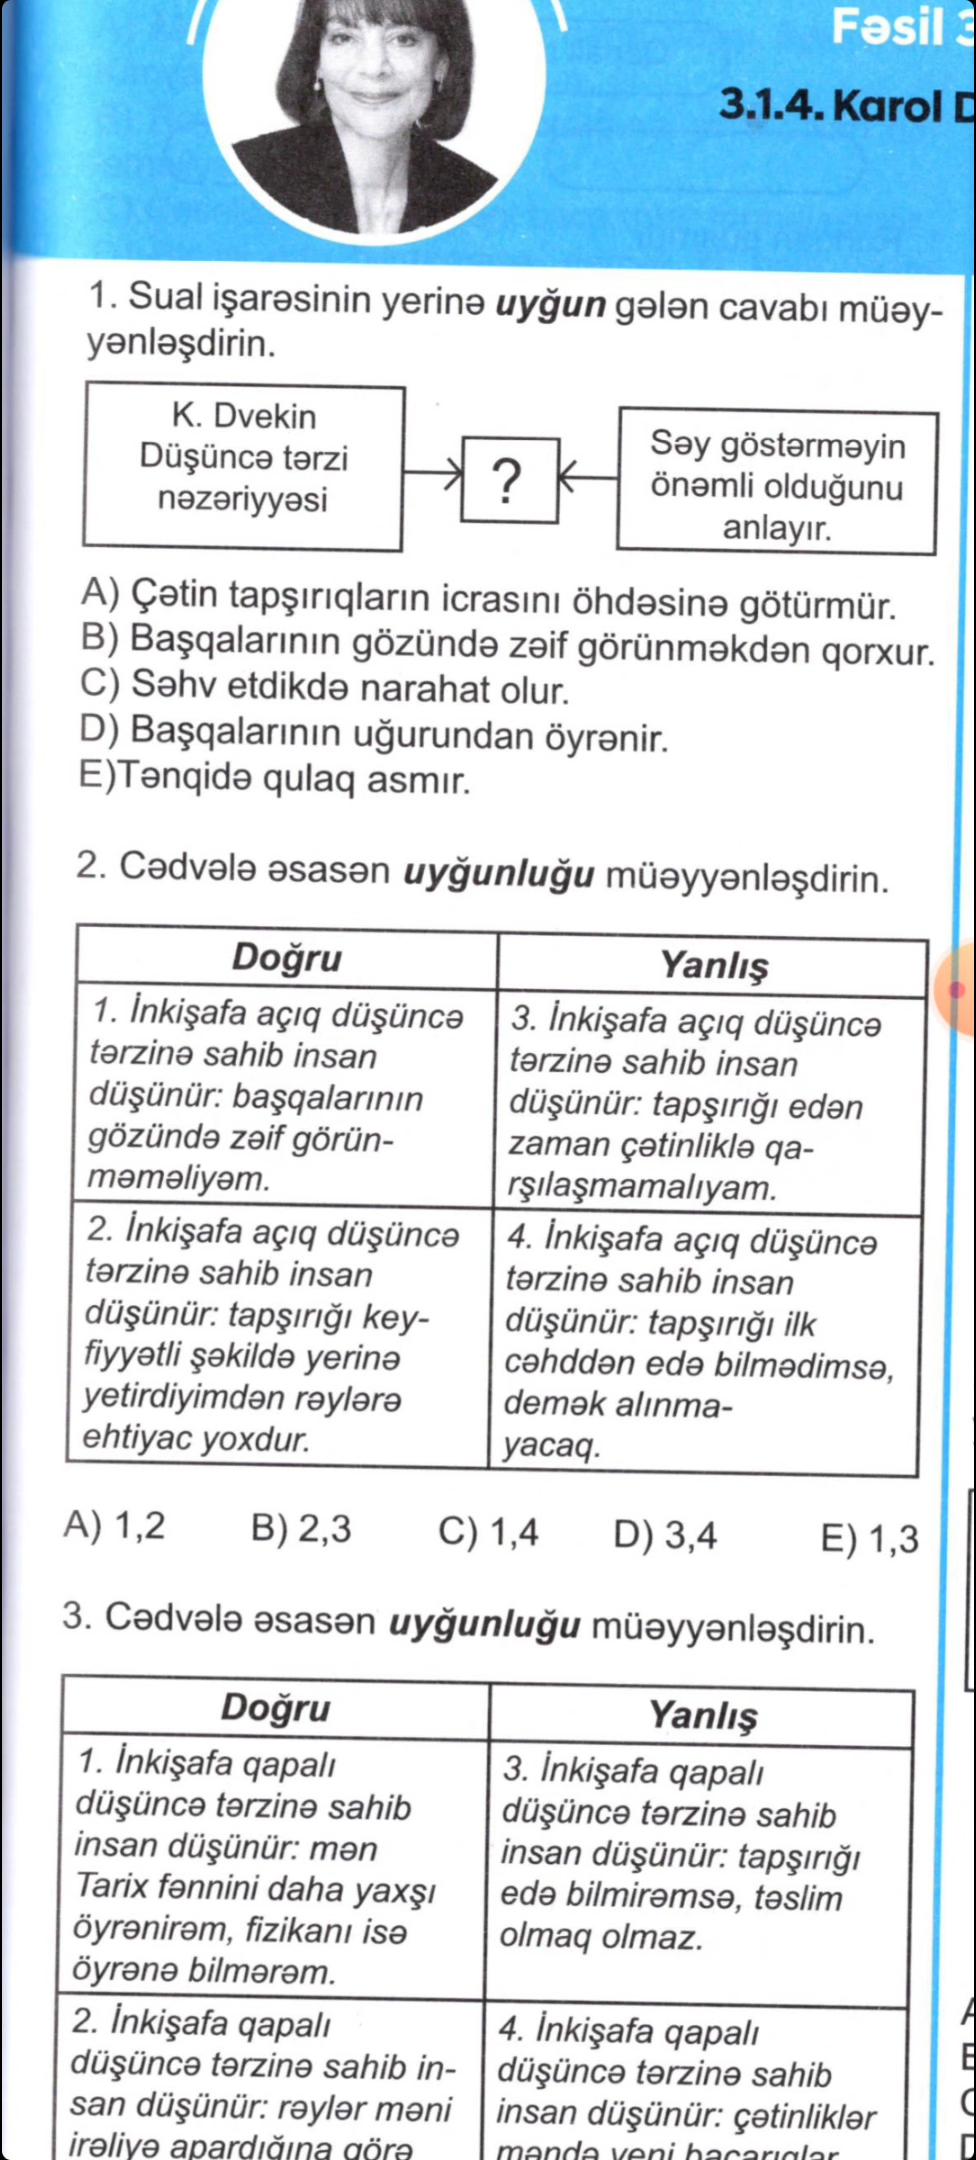 Fəsil 3
3.1.4. Karol D
1. Sual işarəsinin yerinə uyğun gələn cavabı müəy-
yənləşdirin.
K. Dvekin
Düşüncə tərzi
nəzəriyyəsi
?
Səy göstərməyin
önəmli olduğunu
anlayır.
A) Çətin tapşırıqların icrasını öhdəsinə götürmür.
B) Başqalarının gözündə zəif görünməkdən qorxur.
C) Səhv etdikdə narahat olur.
D) Başqalarının uğurundan öyrənir.
E)Tənqidə qulaq asmır.
2. Cədvələ əsasən uyğunluğu müəyyənləşdirin.
Doğru
1. İnkişafa açıq düşüncə
tərzinə sahib insan
düşünür: başqalarının
gözündə zəif görün-
məməliyəm.
2. İnkişafa açıq düşüncə
tərzinə sahib insan
düşünür: tapşırığı key-
fiyyətli şəkildə yerinə
yetirdiyimdən rəylərə
ehtiyac yoxdur.
Yanlış
3. İnkişafa açıq düşüncə
tərzinə sahib insan
düşünür: tapşırığı edən
zaman çətinliklə qa-
rşılaşmamalıyam.
4. İnkişafa açıq düşüncə
tərzinə sahib insan
düşünür: tapşırığı ilk
cəhddən edə bilmədimsə,
demək alınma-
yacaq.
A) 1,2 B) 2,3 C) 1,4 D) 3,4 E) 1,3
3. Cədvələ əsasən uyğunluğu müəyyənləşdirin.
Doğru
1. İnkişafa qapalı
düşüncə tərzinə sahib
insan düşünür: mən
Tarix fənnini daha yaxşı
öyrənirəm, fizikanı isə
öyrənə bilmərəm.
2. İnkişafa qapalı
düşüncə tərzinə sahib in-
san düşünür: rəylər məni
irəliyə apardığına görə
Yanlış
3. İnkişafa qapalı
düşüncə tərzinə sahib
insan düşünür: tapşırığı
edə bilmirəmsə, təslim
olmaq olmaz.
4. İnkişafa qapalı
düşüncə tərzinə sahib
insan düşünür: çətinliklər
məndə yeni bacarıqlar